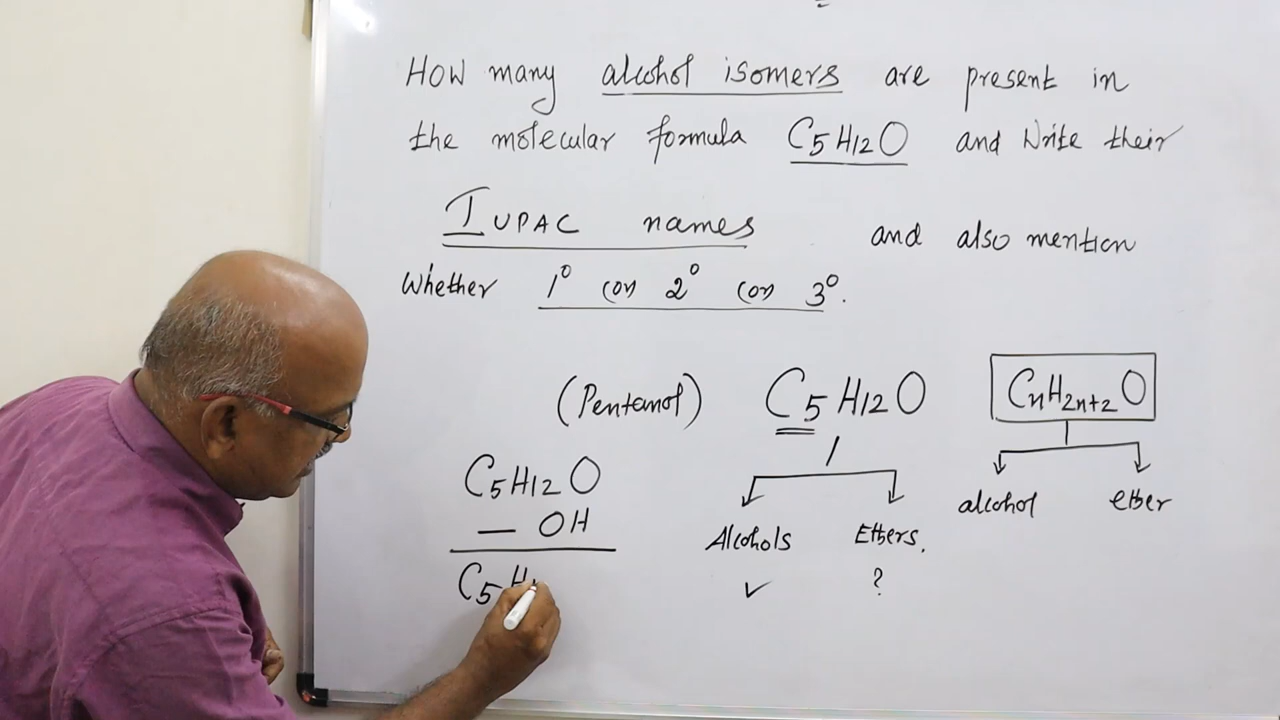 How many alcohol isomers are present in
the molecular formula C5H12O and Write their
IUPAC names and also mention
Whether 1° (or) 2° (or) 3°.
(Pentanol) C5H12O CnH2n+2O
C5H12O
alcohol ether
— OH
Alcohols Ethers.
C5H
✓ ?